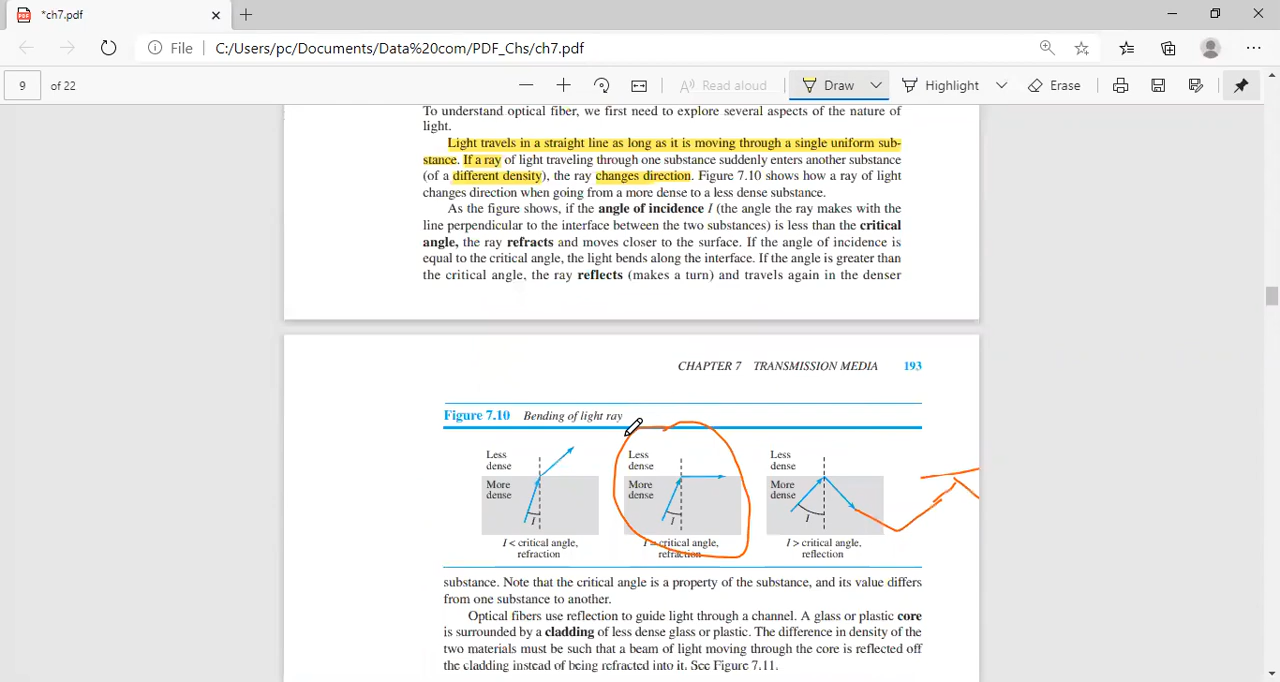 *ch7.pdf
File C:/Users/pc/Documents/Data%20com/PDF_Chs/ch7.pdf
9 of 22 Read aloud Draw Highlight Erase
To understand optical fiber, we first need to explore several aspects of the nature of
light.
Light travels in a straight line as long as it is moving through a single uniform sub-
stance. If a ray of light traveling through one substance suddenly enters another substance
(of a different density), the ray changes direction. Figure 7.10 shows how a ray of light
changes direction when going from a more dense to a less dense substance.
As the figure shows, if the angle of incidence I (the angle the ray makes with the
line perpendicular to the interface between the two substances) is less than the critical
angle, the ray refracts and moves closer to the surface. If the angle of incidence is
equal to the critical angle, the light bends along the interface. If the angle is greater than
the critical angle, the ray reflects (makes a turn) and travels again in the denser
CHAPTER 7 TRANSMISSION MEDIA 193
Figure 7.10 Bending of light ray
Less
dense
More
dense
I
I < critical angle,
refraction
Less
dense
More
dense
I
I = critical angle,
refraction
Less
dense
More
dense
I
I > critical angle,
reflection
substance. Note that the critical angle is a property of the substance, and its value differs
from one substance to another.
Optical fibers use reflection to guide light through a channel. A glass or plastic core
is surrounded by a cladding of less dense glass or plastic. The difference in density of the
two materials must be such that a beam of light moving through the core is reflected off
the cladding instead of being refracted into it. See Figure 7.11.